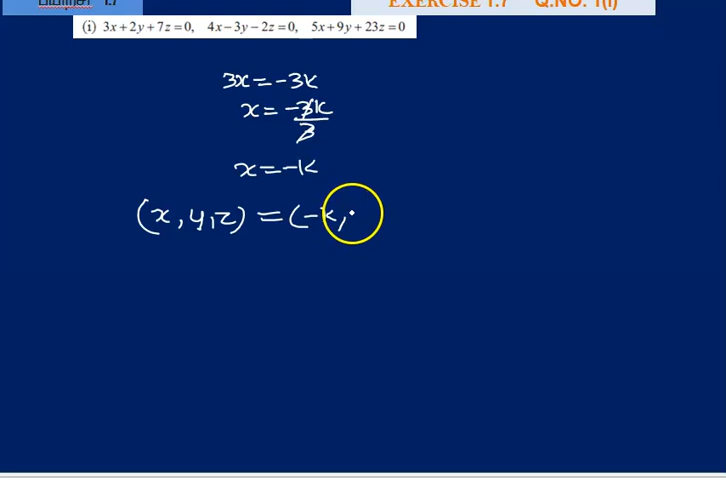 EXERCISE 1.7 Q.NO. 1(i)
(i) 3x+2y+7z=0, 4x−3y−2z=0, 5x+9y+23z=0
3x=-3k
x=-3k/3
x=-k
(x,y,z)=(-k,